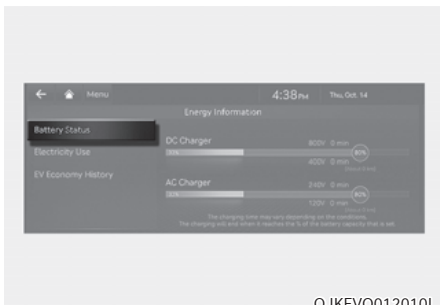 Menu
4:38 PM
Thu, Oct. 14
Energy Information
Battery Status
Electricity Use
EV Economy History
DC Charger
800V 0 min
80%
400V 0 min
AC Charger
240V 0 min
80%
120V 0 min
The charging time may vary depending on the conditions.
The charging will end when it reaches the % of the battery capacity that is set